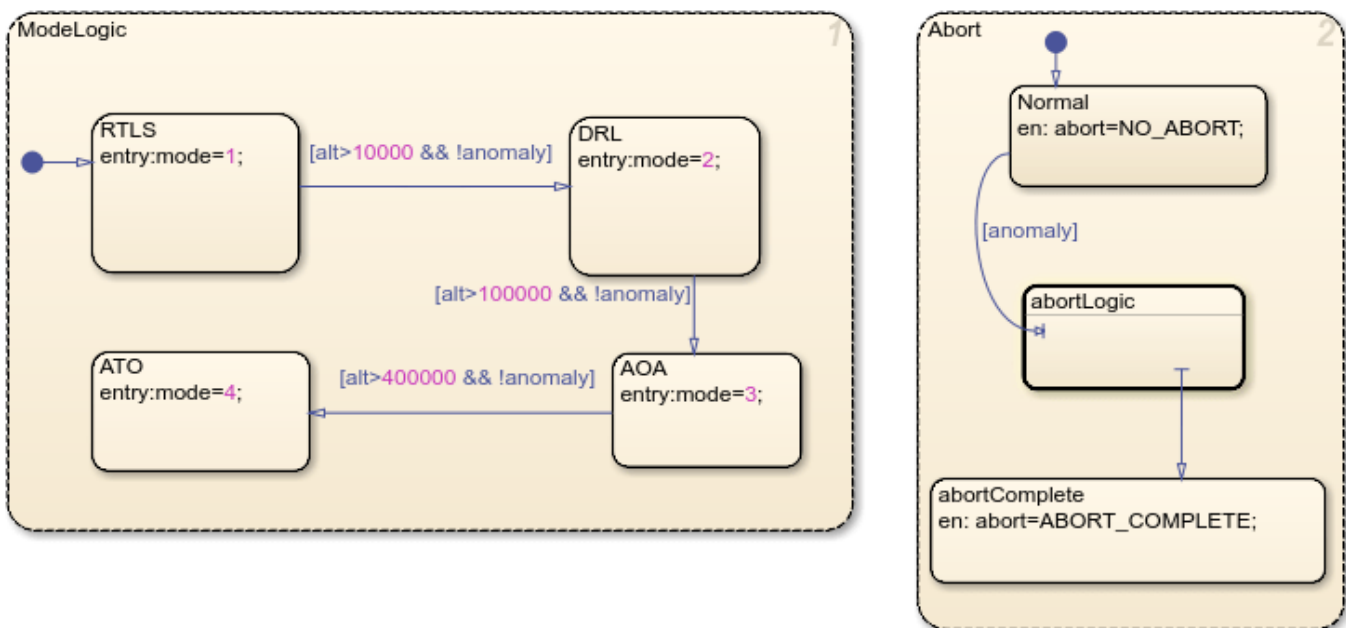 ModeLogic
1
RTLS
entry:mode=1;
[alt>10000 && !anomaly]
DRL
entry:mode=2;
[alt>100000 && !anomaly]
ATO
entry:mode=4;
[alt>400000 && !anomaly]
AOA
entry:mode=3;
Abort
2
Normal
en: abort=NO_ABORT;
[anomaly]
abortLogic
abortComplete
en: abort=ABORT_COMPLETE;